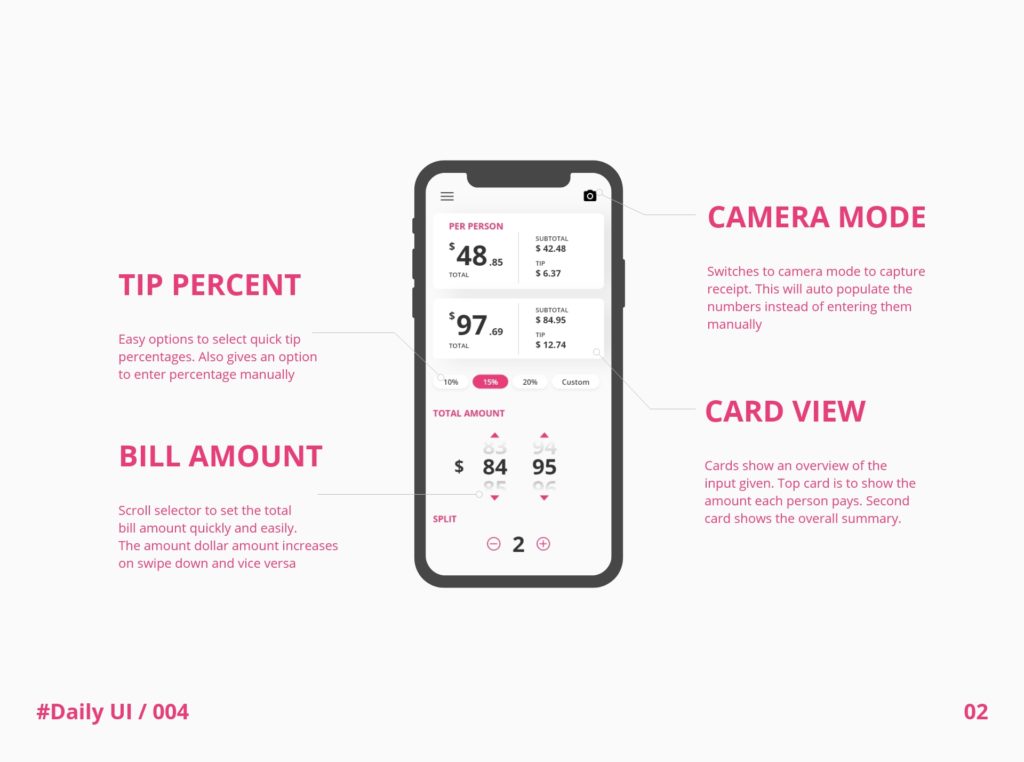 CAMERA MODE
Switches to camera mode to capture
receipt. This will auto populate the
numbers instead of entering them
manually
TIP PERCENT
Easy options to select quick tip
percentages. Also gives an option
to enter percentage manually
PER PERSON
$48.85
TOTAL
SUBTOTAL
$ 42.48
TIP
$ 6.37
$97.69
TOTAL
SUBTOTAL
$ 84.95
TIP
$ 12.74
10% 15% 20% Custom
TOTAL AMOUNT
83 94
$ 84 95
85 96
SPLIT
2
CARD VIEW
Cards show an overview of the
input given. Top card is to show the
amount each person pays. Second
card shows the overall summary.
BILL AMOUNT
Scroll selector to set the total
bill amount quickly and easily.
The amount dollar amount increases
on swipe down and vice versa
#Daily UI / 004
02